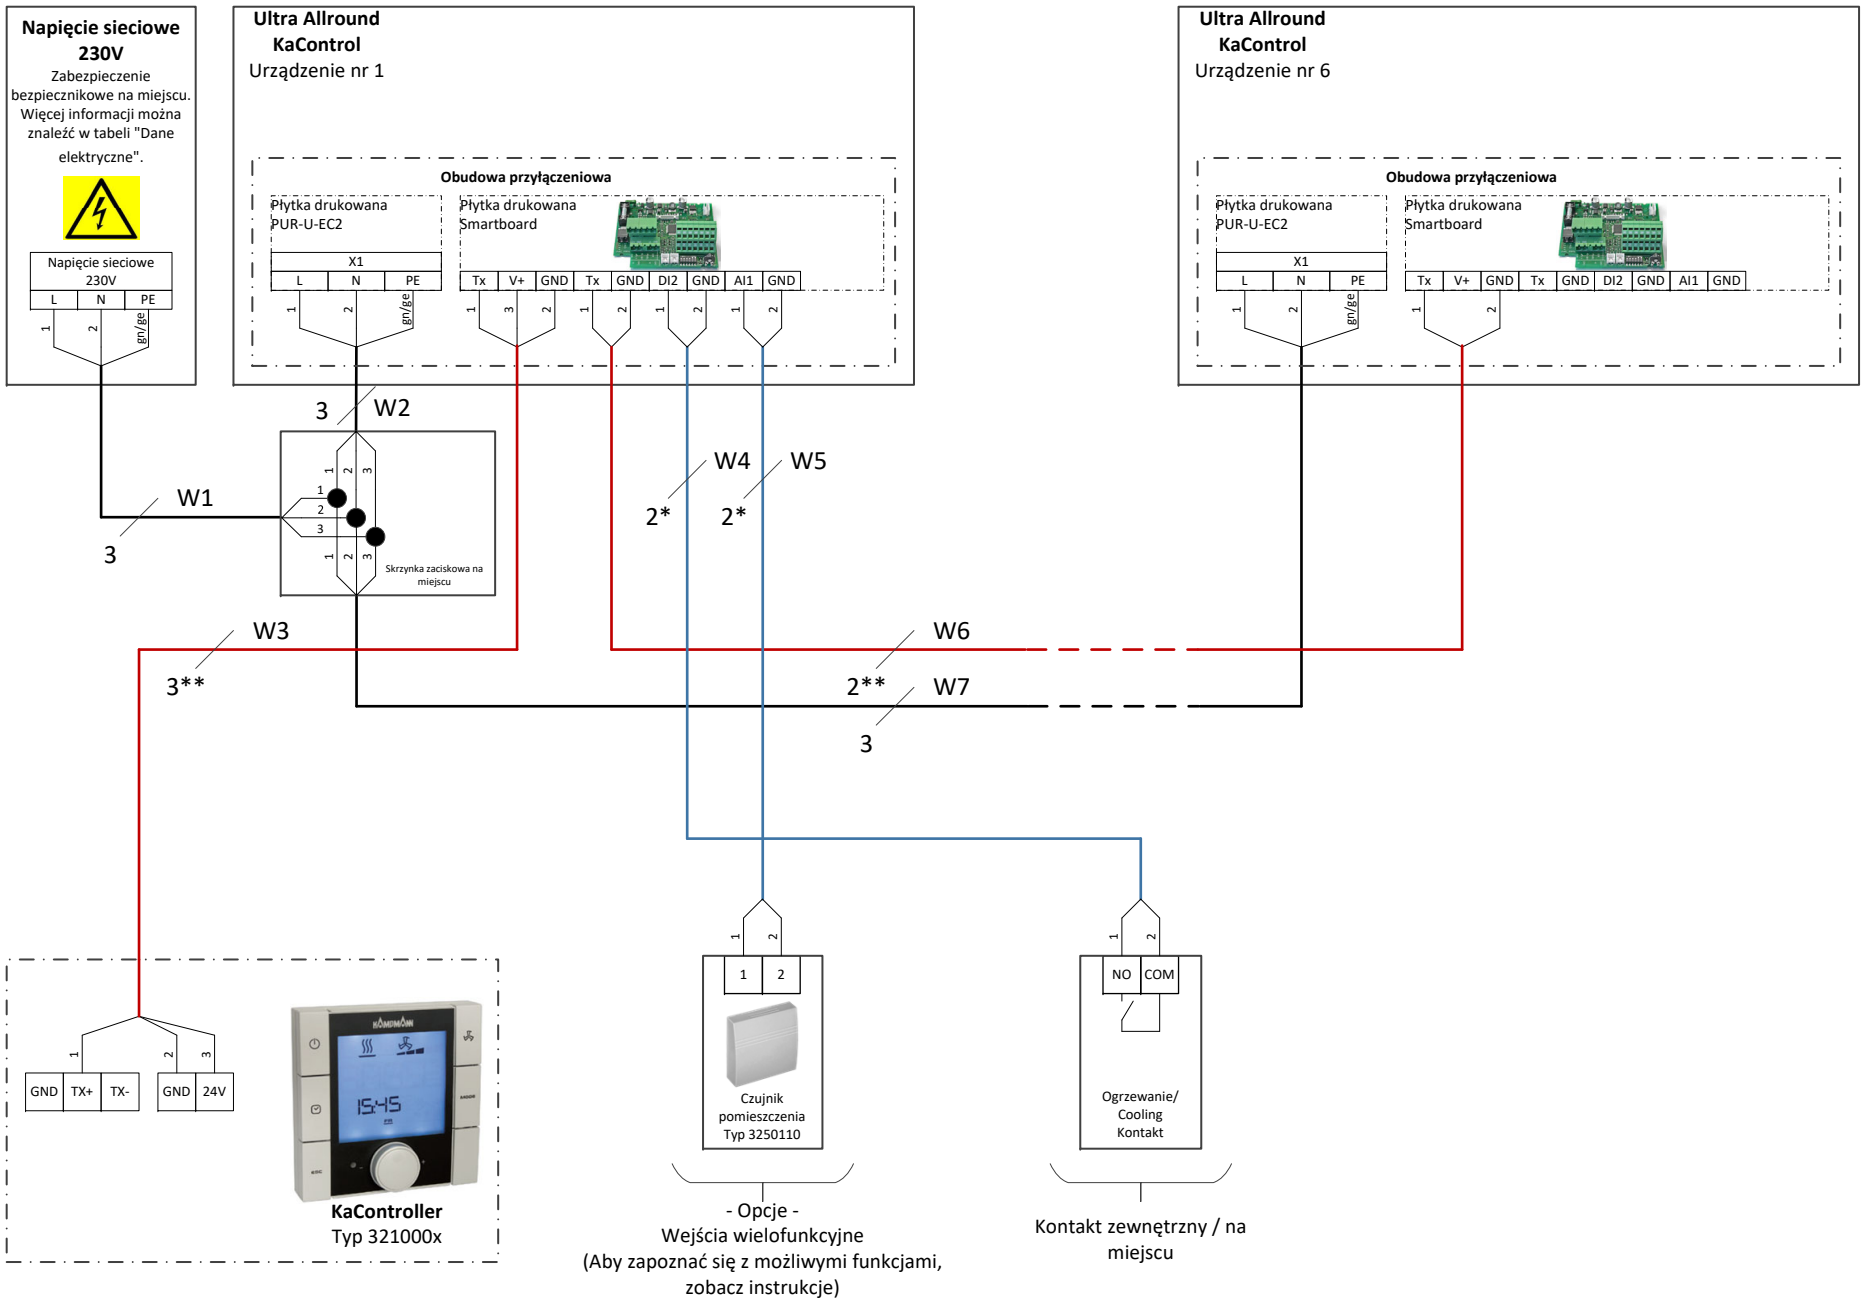 Napięcie sieciowe
230V
Zabezpieczenie
bezpiecznikowe na miejscu.
Więcej informacji można
znaleźć w tabeli "Dane
elektryczne".
Napięcie sieciowe
230V
L N PE
1 2 gn/ge
Ultra Allround
KaControl
Urządzenie nr 1
Obudowa przyłączeniowa
Płytka drukowana
PUR-U-EC2
X1
L N PE
1 2 gn/ge
Płytka drukowana
Smartboard
Tx V+ GND Tx GND DI2 GND AI1 GND
1 3 2 1 2 1 2 1 2
Ultra Allround
KaControl
Urządzenie nr 6
Obudowa przyłączeniowa
Płytka drukowana
PUR-U-EC2
X1
L N PE
1 2 gn/ge
Płytka drukowana
Smartboard
Tx V+ GND Tx GND DI2 GND AI1 GND
1 2
3 W2
W1
3
1 2 3
1
2
3
1 2 3
Skrzynka zaciskowa na
miejscu
W4
2*
W5
2*
W3
3**
W6
2**
W7
3
1 2 3
GND TX+ TX- GND 24V
KAMPMANN
15:45
esc
KaController
Typ 321000x
1 2
1 2
Czujnik
pomieszczenia
Typ 3250110
- Opcje -
Wejścia wielofunkcyjne
(Aby zapoznać się z możliwymi funkcjami,
zobacz instrukcje)
1 2
NO COM
Ogrzewanie/
Cooling
Kontakt
Kontakt zewnętrzny / na
miejscu